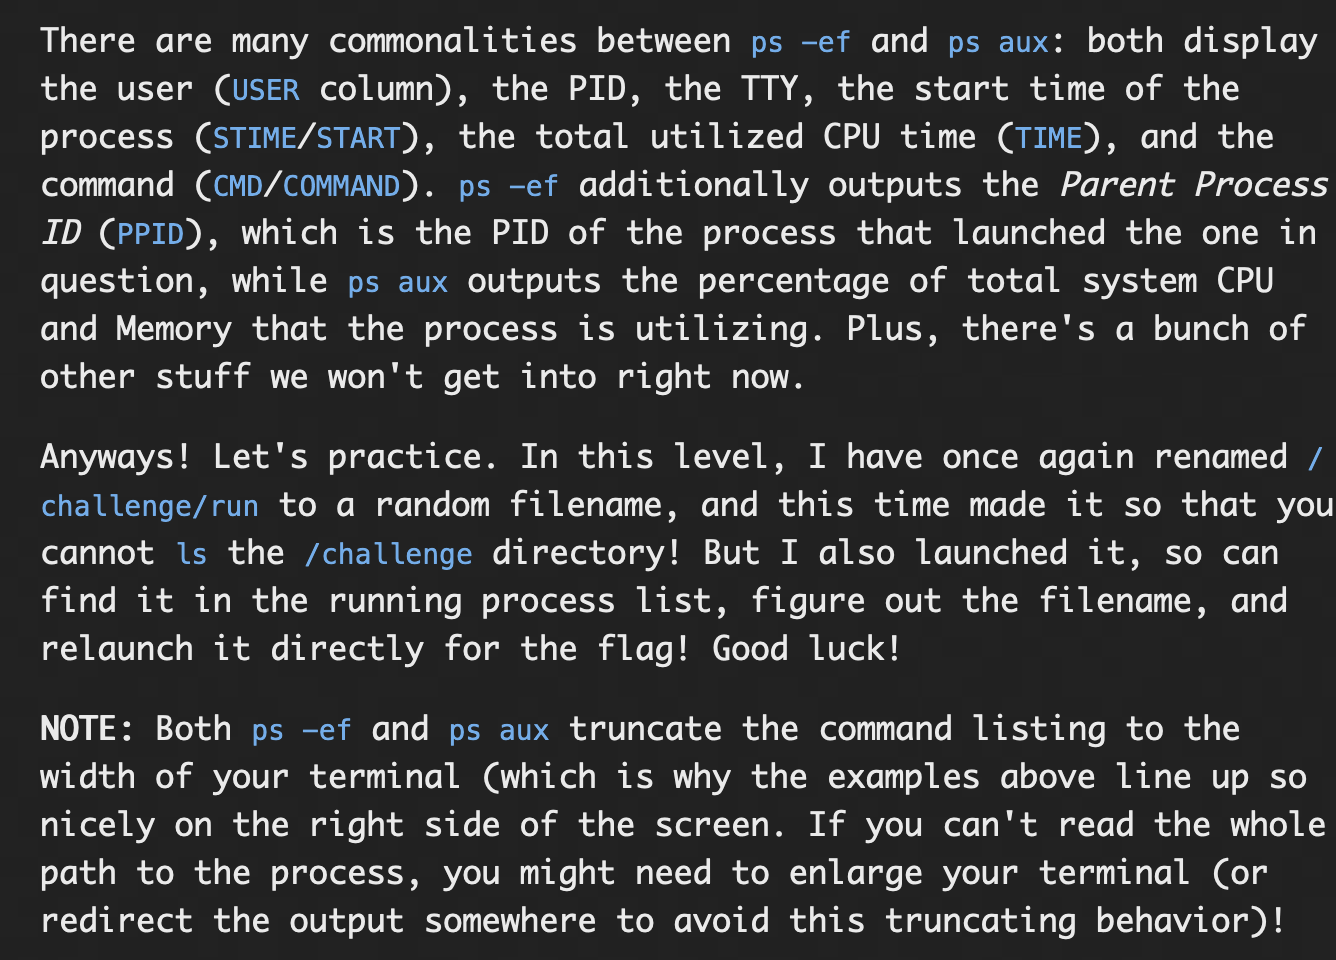 There are many commonalities between ps -ef and ps aux: both display
the user (USER column), the PID, the TTY, the start time of the
process (STIME/START), the total utilized CPU time (TIME), and the
command (CMD/COMMAND). ps -ef additionally outputs the Parent Process
ID (PPID), which is the PID of the process that launched the one in
question, while ps aux outputs the percentage of total system CPU
and Memory that the process is utilizing. Plus, there's a bunch of
other stuff we won't get into right now.
Anyways! Let's practice. In this level, I have once again renamed /
challenge/run to a random filename, and this time made it so that you
cannot ls the /challenge directory! But I also launched it, so can
find it in the running process list, figure out the filename, and
relaunch it directly for the flag! Good luck!
NOTE: Both ps -ef and ps aux truncate the command listing to the
width of your terminal (which is why the examples above line up so
nicely on the right side of the screen. If you can't read the whole
path to the process, you might need to enlarge your terminal (or
redirect the output somewhere to avoid this truncating behavior)!